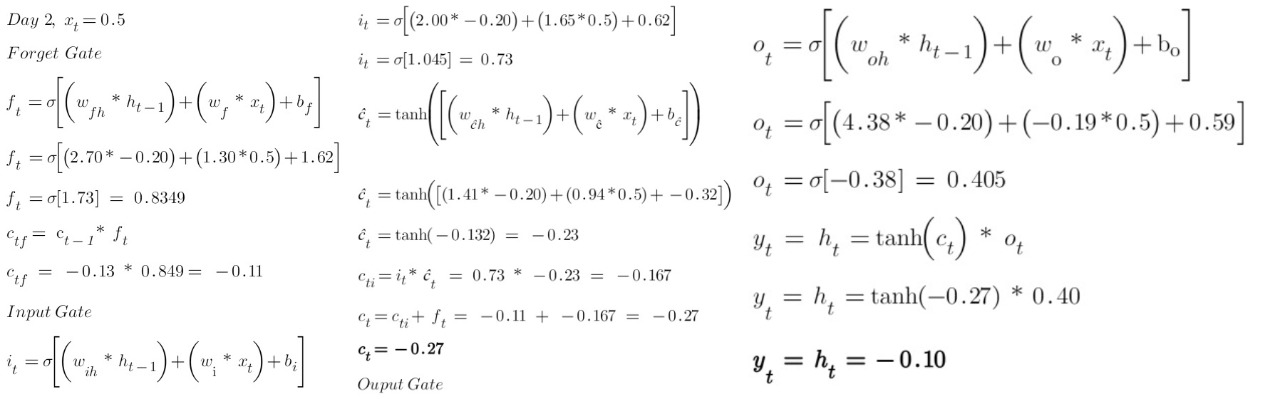 Day 2, x_t = 0.5
Forget Gate
f_t = σ[(w_fh * h_t−1) + (w_f * x_t) + b_f]
f_t = σ[(2.70 * −0.20) + (1.30 * 0.5) + 1.62]
f_t = σ[1.73] = 0.8349
c_tf = c_t−1 * f_t
c_tf = −0.13 * 0.849 = −0.11
Input Gate
i_t = σ[(w_ih * h_t−1) + (w_i * x_t) + b_i]
i_t = σ[(2.00 * −0.20) + (1.65 * 0.5) + 0.62]
i_t = σ[1.045] = 0.73
ĉ_t = tanh([(w_ĉh * h_t−1) + (w_ĉ * x_t) + b_ĉ])
ĉ_t = tanh([(1.41 * −0.20) + (0.94 * 0.5) + −0.32])
ĉ_t = tanh(−0.132) = −0.23
c_ti = i_t * ĉ_t = 0.73 * −0.23 = −0.167
c_t = c_ti + f_t = −0.11 + −0.167 = −0.27
c_t = −0.27
Ouput Gate
o_t = σ[(w_oh * h_t−1) + (w_o * x_t) + b_o]
o_t = σ[(4.38 * −0.20) + (−0.19 * 0.5) + 0.59]
o_t = σ[−0.38] = 0.405
y_t = h_t = tanh(c_t) * o_t
y_t = h_t = tanh(−0.27) * 0.40
y_t = h_t = −0.10